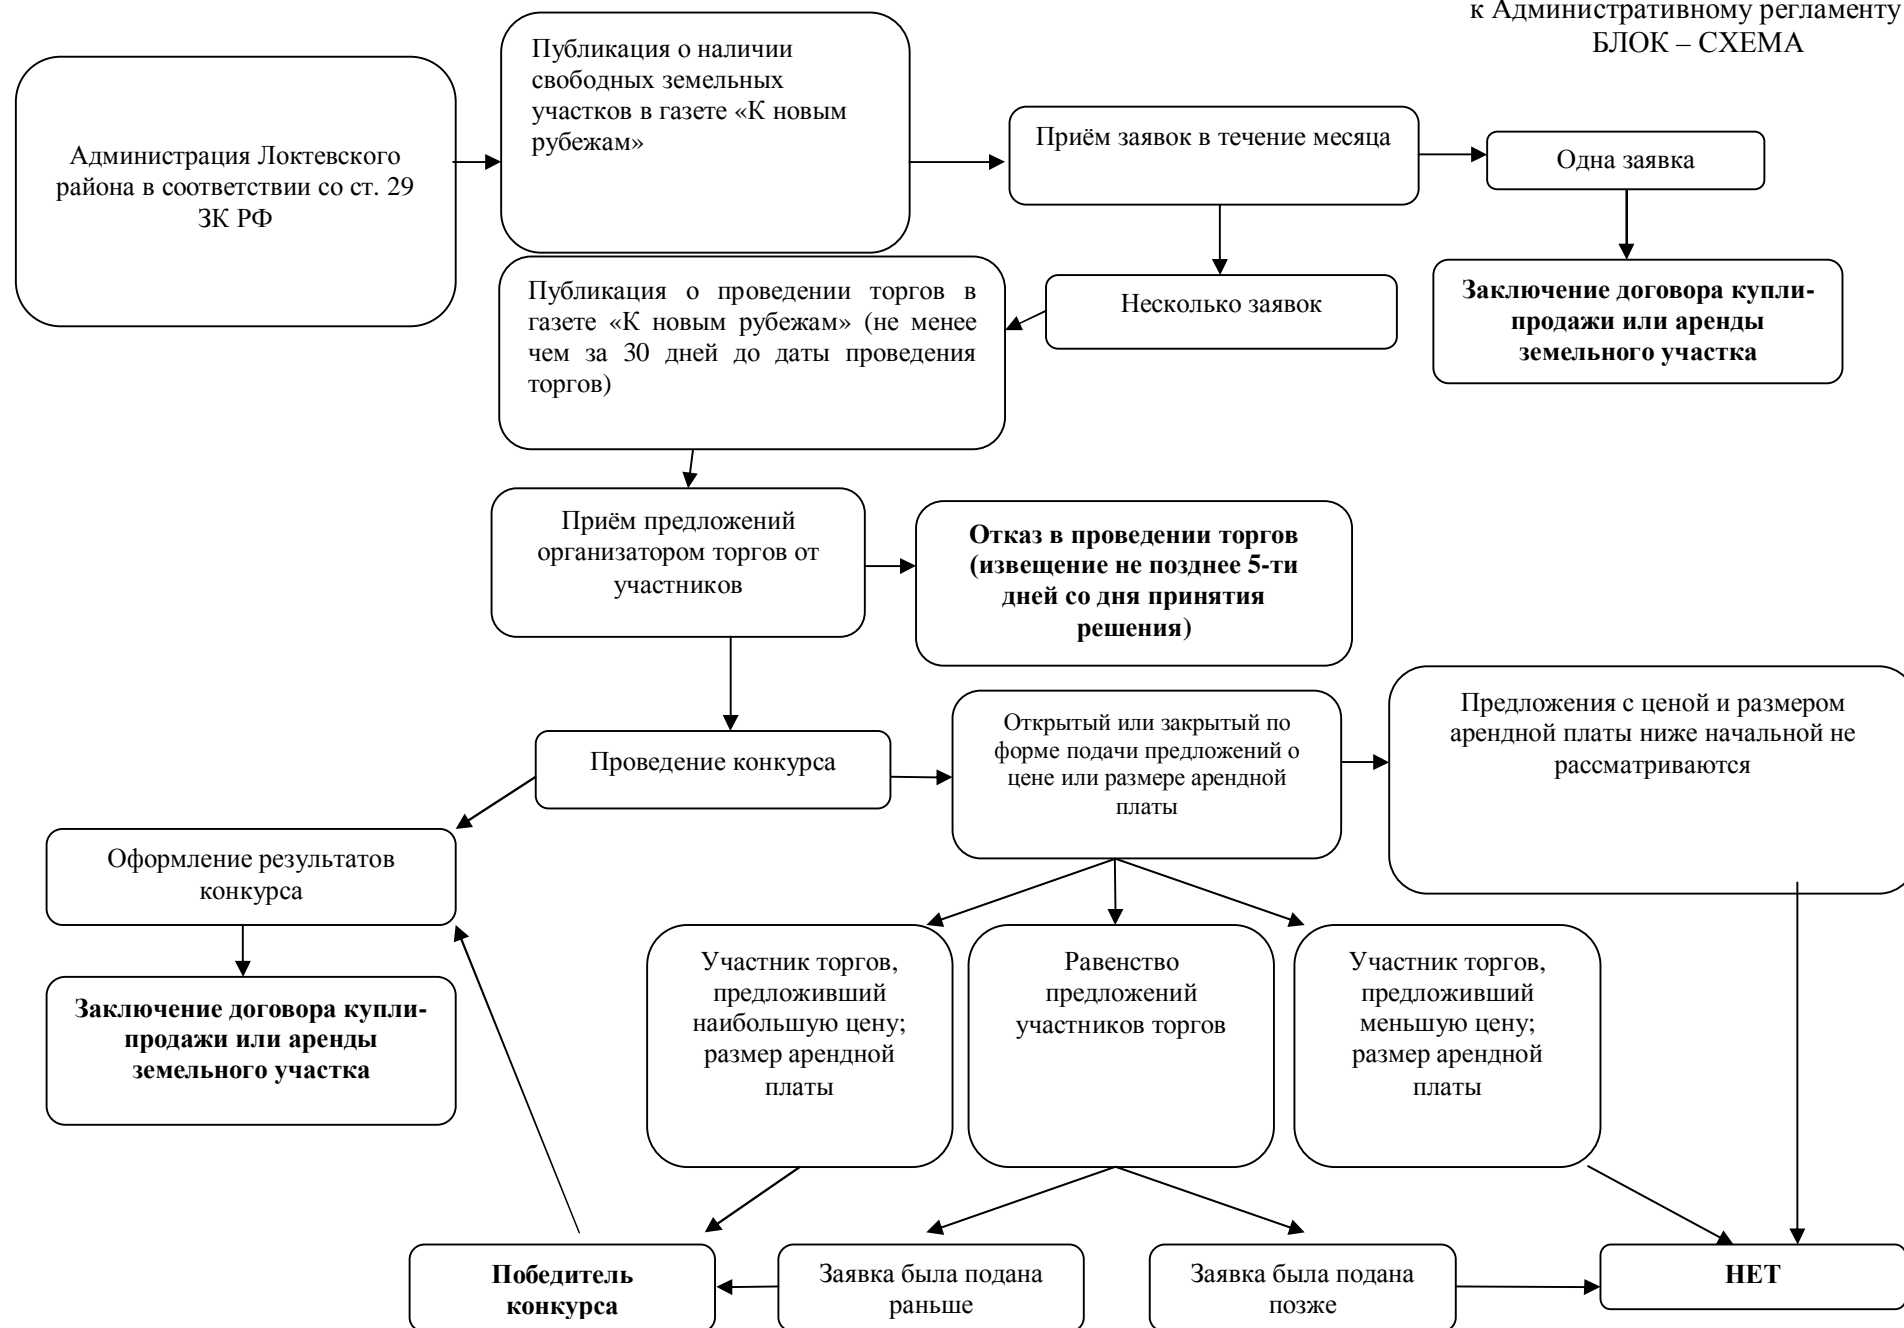 к Административному регламенту
БЛОК – СХЕМА
Администрация Локтевского
района в соответствии со ст. 29
ЗК РФ
Публикация о наличии
свободных земельных
участков в газете «К новым
рубежам»
Приём заявок в течение месяца
Одна заявка
Заключение договора купли-
продажи или аренды
земельного участка
Несколько заявок
Публикация о проведении торгов в
газете «К новым рубежам» (не менее
чем за 30 дней до даты проведения
торгов)
Приём предложений
организатором торгов от
участников
Отказ в проведении торгов
(извещение не позднее 5-ти
дней со дня принятия
решения)
Проведение конкурса
Открытый или закрытый по
форме подачи предложений о
цене или размере арендной
платы
Предложения с ценой и размером
арендной платы ниже начальной не
рассматриваются
Оформление результатов
конкурса
Заключение договора купли-
продажи или аренды
земельного участка
Участник торгов,
предложивший
наибольшую цену;
размер арендной
платы
Равенство
предложений
участников торгов
Участник торгов,
предложивший
меньшую цену;
размер арендной
платы
Победитель
конкурса
Заявка была подана
раньше
Заявка была подана
позже
НЕТ